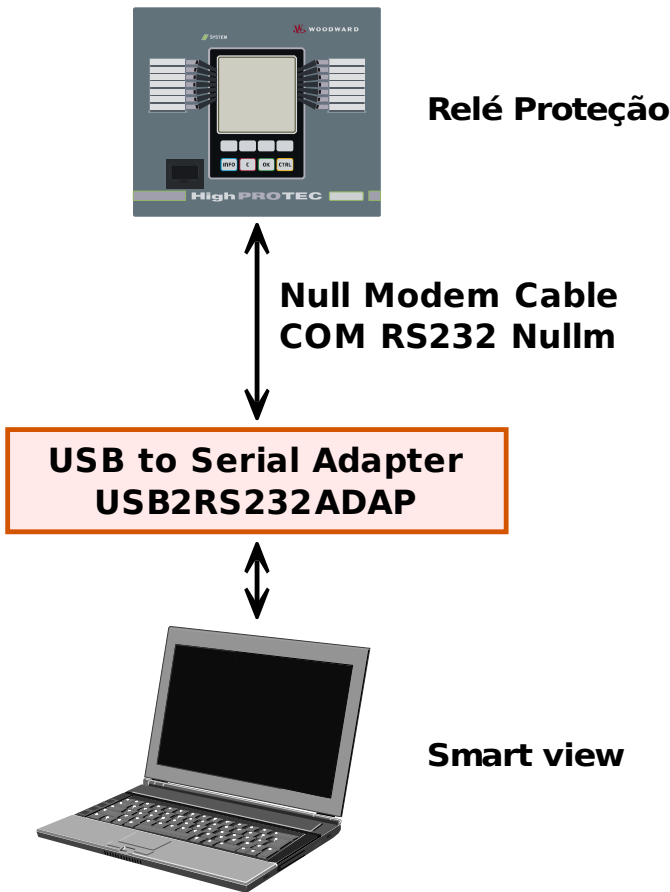 SYSTEM
WOODWARD
INFO C OK CTRL
HighPROTEC
Relé Proteção
Null Modem Cable
COM RS232 Nullm
USB to Serial Adapter
USB2RS232ADAP
Smart view